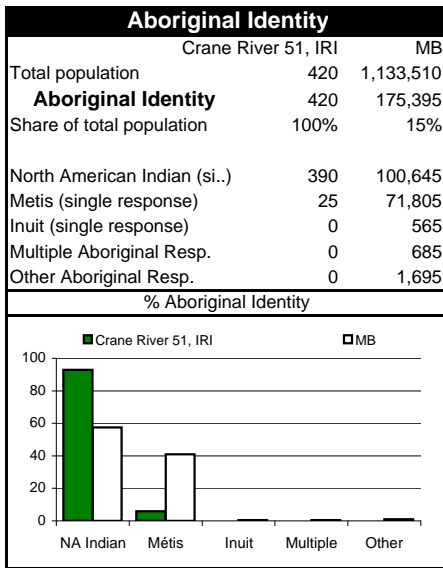 Aboriginal Identity
Crane River 51, IRI MB
Total population 420 1,133,510
Aboriginal Identity 420 175,395
Share of total population 100% 15%
North American Indian (si..) 390 100,645
Metis (single response) 25 71,805
Inuit (single response) 0 565
Multiple Aboriginal Resp. 0 685
Other Aboriginal Resp. 0 1,695
% Aboriginal Identity
Crane River 51, IRI MB
100
80
60
40
20
0
NA Indian Métis Inuit Multiple Other